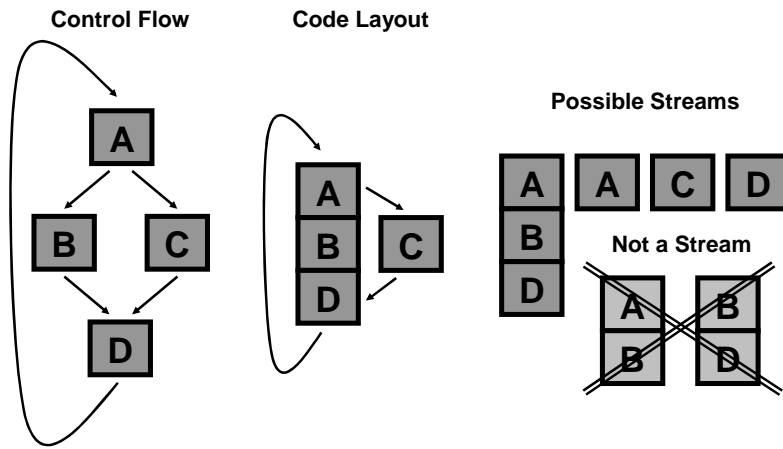 Control Flow
A
B
C
D
Code Layout
A
B
C
D
Possible Streams
A
B
D
A
C
D
Not a Stream
A
B
B
D